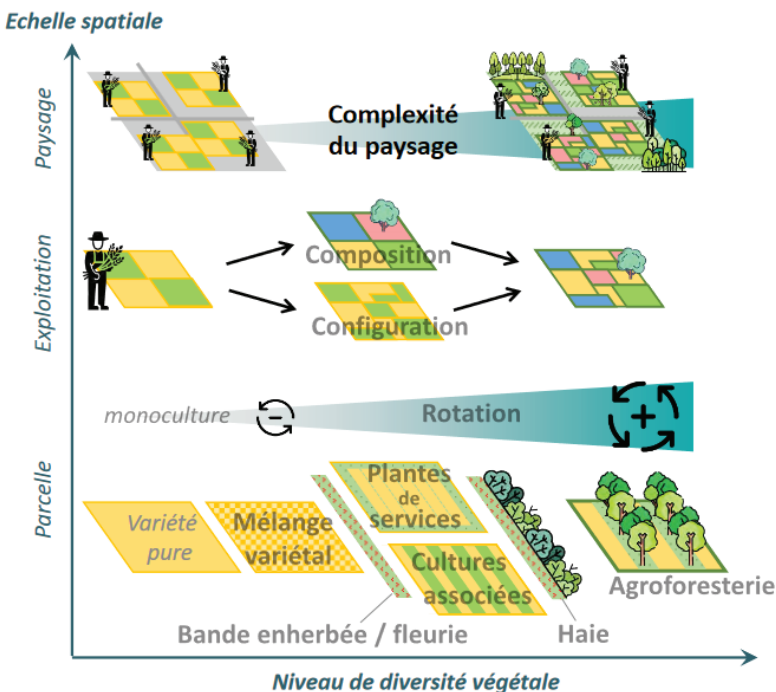 Echelle spatiale
Paysage
Complexité
du paysage
Exploitation
Composition
Configuration
Parcelle
monoculture
-
Rotation
+
Variété
pure
Mélange
variétal
Plantes
de
services
Cultures
associées
Agroforesterie
Bande enherbée / fleurie
Haie
Niveau de diversité végétale